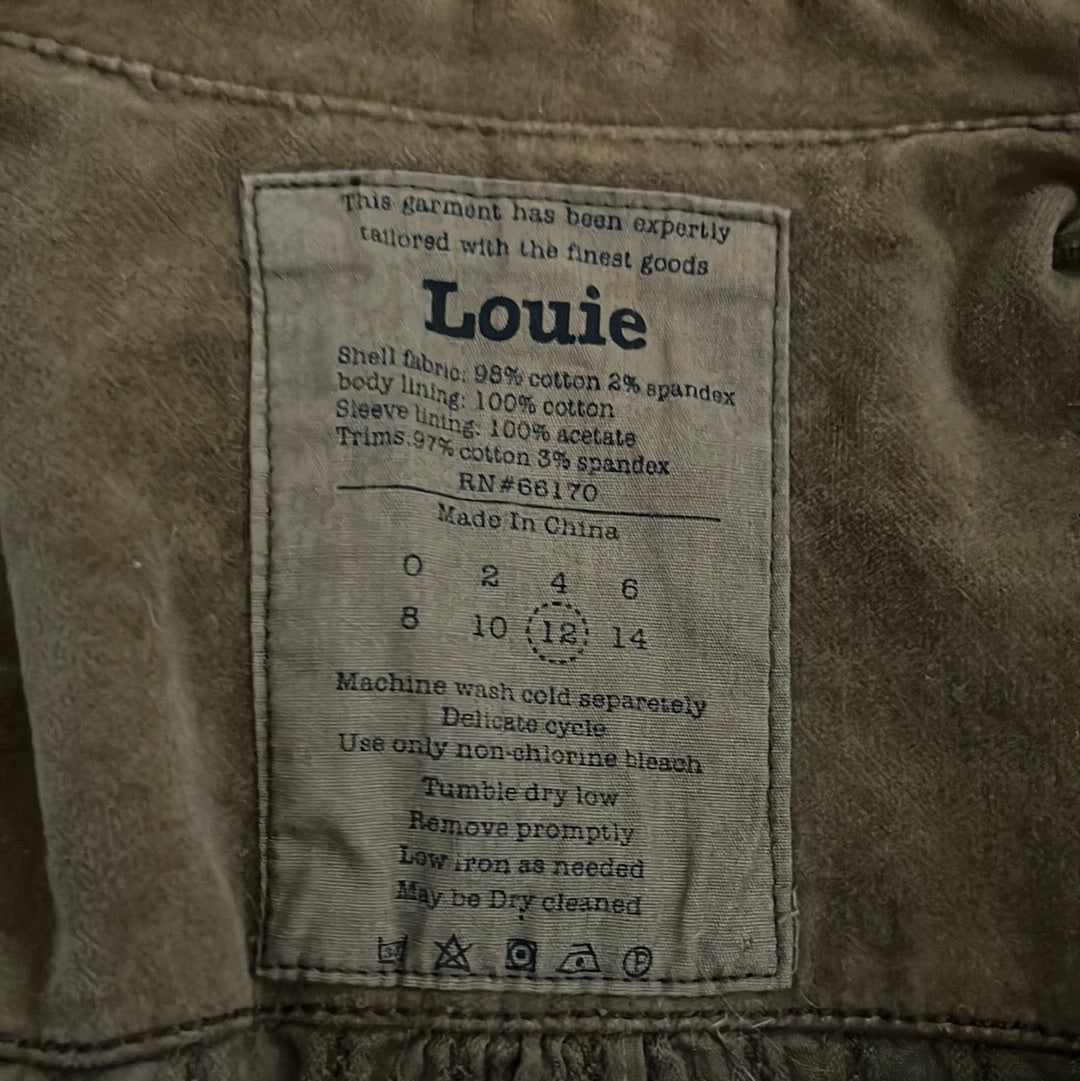 This garment has been expertly
tailored with the finest goods
Louie
Shell fabric: 98% cotton 2% spandex
body lining: 100% cotton
Sleeve lining: 100% acetate
Trims:97% cotton 3% spandex
RN#66170
Made In China
0 2 4 6
8 10 12 14
Machine wash cold separetely
Delicate cycle
Use only non-chlorine bleach
Tumble dry low
Remove promptly
Low iron as needed
May be Dry cleaned
P